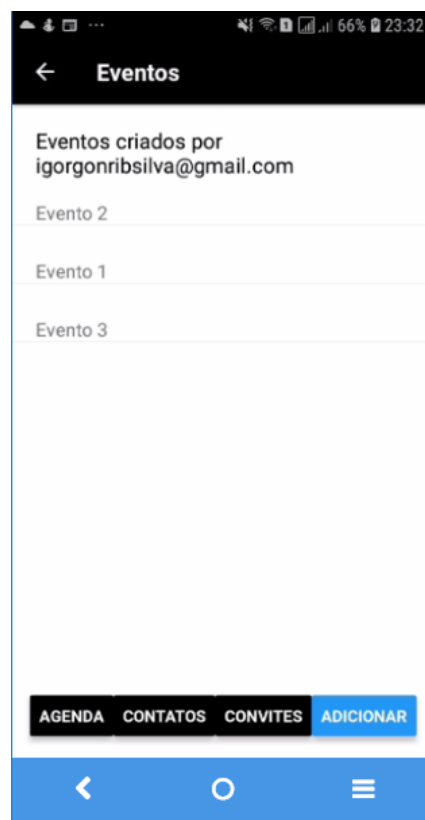 66% 23:32
Eventos
Eventos criados por
igorgonribsilva@gmail.com
Evento 2
Evento 1
Evento 3
AGENDA CONTATOS CONVITES ADICIONAR